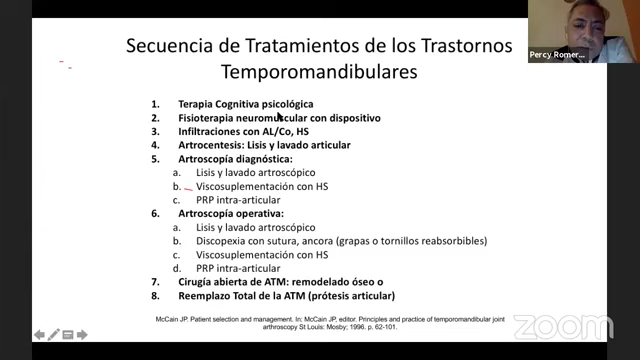 Secuencia de Tratamientos de los Trastornos
Temporomandibulares
Percy Romer...
1. Terapia Cognitiva psicológica
2. Fisioterapia neuromuscular con dispositivo
3. Infiltraciones con AL/Co, HS
4. Artrocentesis: Lisis y lavado articular
5. Artroscopía diagnóstica:
a. Lisis y lavado artroscópico
b. Viscosuplementación con HS
c. PRP intra-articular
6. Artroscopía operativa:
a. Lisis y lavado artroscópico
b. Discopexia con sutura, ancora (grapas o tornillos reabsorbibles)
c. Viscosuplementación con HS
d. PRP intra-articular
7. Cirugía abierta de ATM: remodelado óseo o
8. Reemplazo Total de la ATM (prótesis articular)
McCain JP. Patient selection and management. In: McCain JP, editor. Principles and practice of temporomandibular joint
arthroscopy St Louis: Mosby; 1996. p. 62-101.
zoom